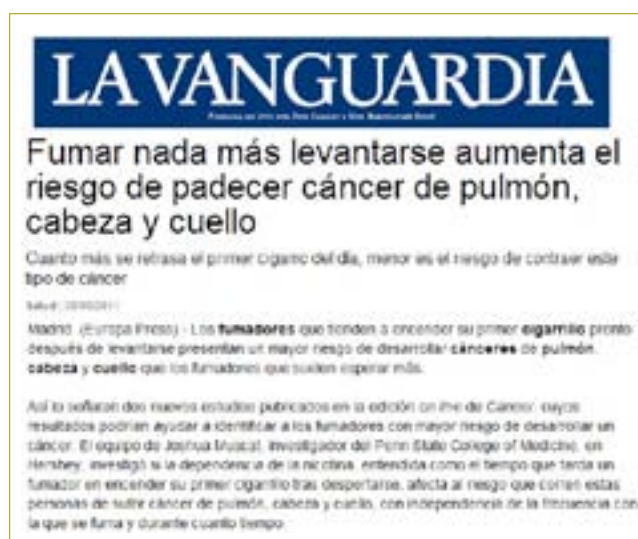 LA VANGUARDIA
Fumar nada más levantarse aumenta el
riesgo de padecer cáncer de pulmón,
cabeza y cuello
Cuanto más se retrasa el primer cigarro del día, menor es el riesgo de contraer este
tipo de cáncer
Madrid. (Europa Press).- Los fumadores que tienden a encender su primer cigarrillo pronto
después de levantarse presentan un mayor riesgo de desarrollar cánceres de pulmón,
cabeza y cuello que los fumadores que suelen esperar más.
Así lo señalan dos nuevos estudios publicados en la edición on line de Cancer, cuyos
resultados podrían ayudar a identificar a los fumadores con mayor riesgo de desarrollar un
cáncer. El equipo de Joshua Muscat, investigador del Penn State College of Medicine, en
Hershey, investigó si la dependencia de la nicotina, entendida como el tiempo que tarda un
fumador en encender su primer cigarrillo tras despertarse, afecta al riesgo que corren estas
personas de sufrir cáncer de pulmón, cabeza y cuello, con independencia de la frecuencia con
la que se fuma y durante cuanto tiempo.